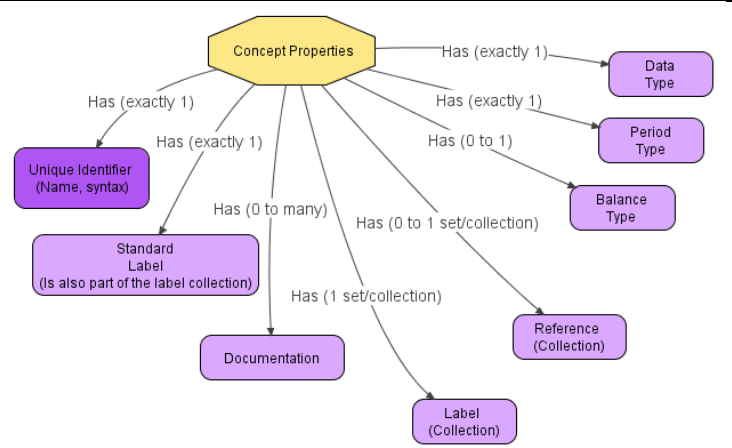 Concept Properties
Has (exactly 1)
Data
Type
Has (exactly 1)
Has (exactly 1)
Period
Type
Has (exactly 1)
Has (0 to 1)
Unique Identifier
(Name, syntax)
Balance
Type
Has (0 to many)
Has (0 to 1 set/collection)
Standard
Label
(Is also part of the label collection)
Has (1 set/collection)
Reference
(Collection)
Documentation
Label
(Collection)